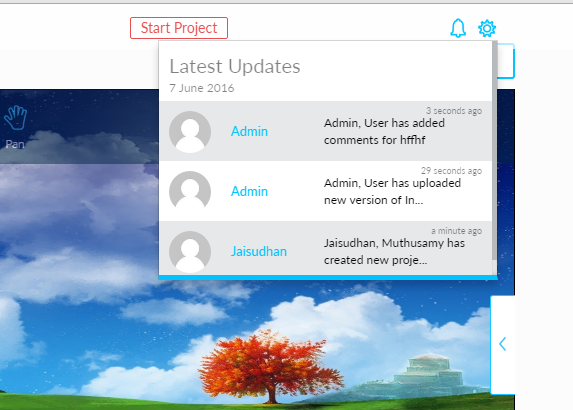 Start Project
Latest Updates
7 June 2016
3 seconds ago
Admin
Admin, User has added
comments for hffhf
29 seconds ago
Admin
Admin, User has uploaded
new version of In...
a minute ago
Jaisudhan
Jaisudhan, Muthusamy has
created new proje...
Pan